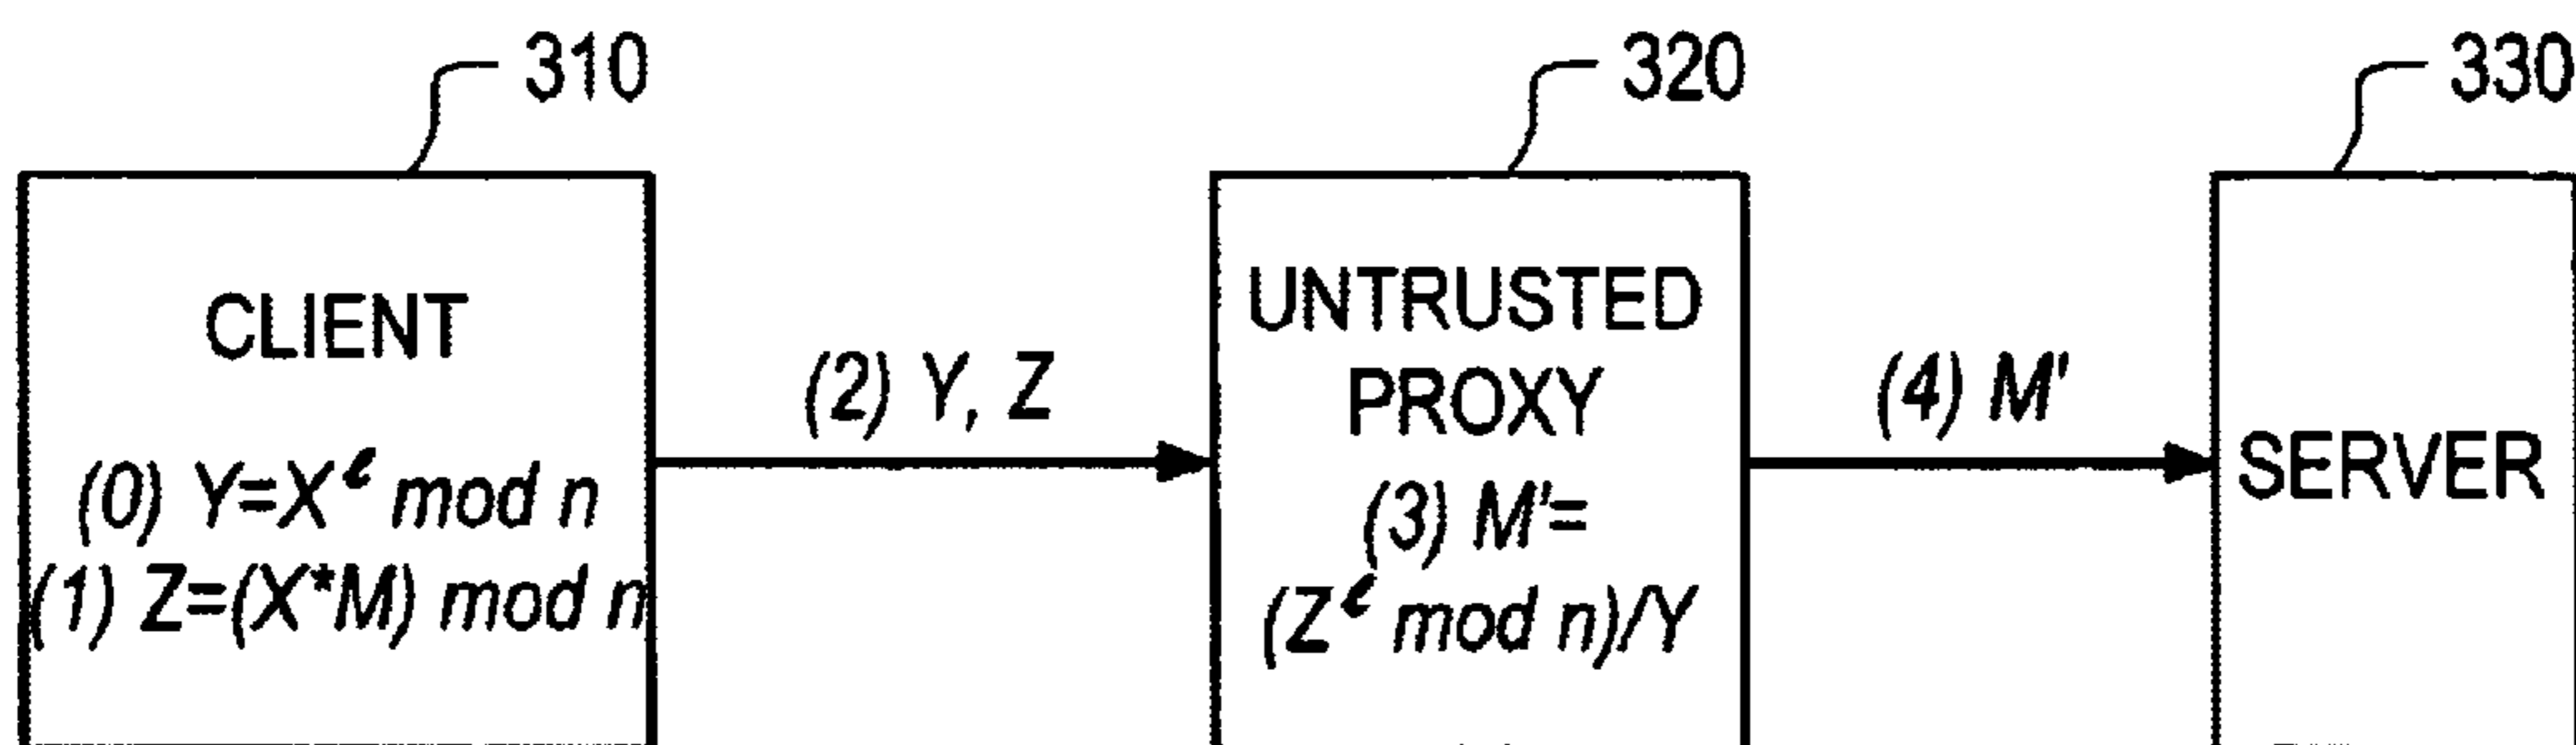 310
320
330
CLIENT
(0) Y=X^e mod n
(1) Z=(X*M) mod n
(2) Y, Z
UNTRUSTED
PROXY
(3) M'=
(Z^e mod n)/Y
(4) M'
SERVER